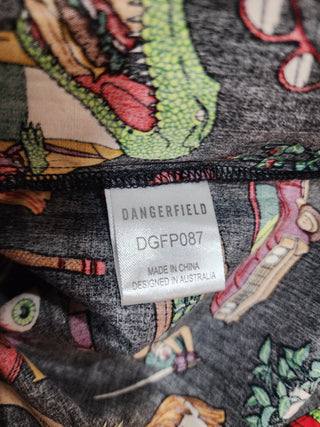 DANGERFIELD
DGFP087
MADE IN CHINA
DESIGNED IN AUSTRALIA